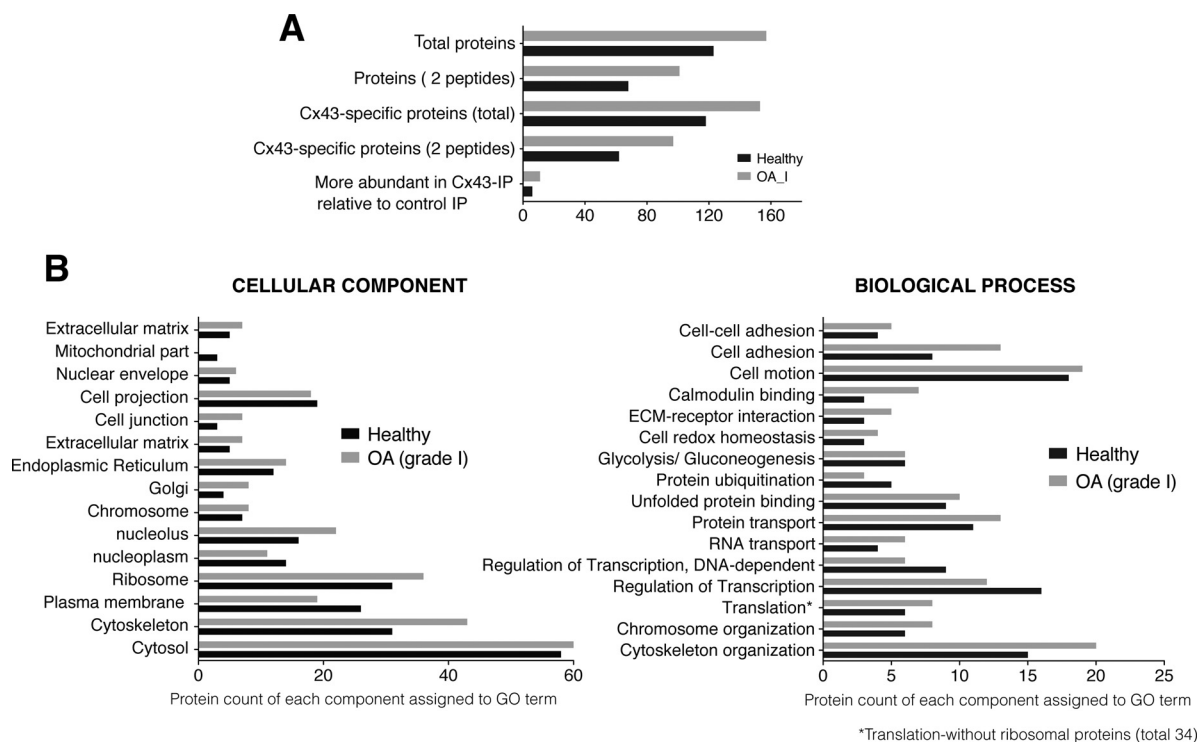 A
Total proteins
Proteins ( 2 peptides)
Cx43-specific proteins (total)
Cx43-specific proteins (2 peptides)
More abundant in Cx43-IP
relative to control IP
Healthy
OA_I
0 40 80 120 160
B
CELLULAR COMPONENT
Extracellular matrix
Mitochondrial part
Nuclear envelope
Cell projection
Cell junction
Extracellular matrix
Endoplasmic Reticulum
Golgi
Chromosome
nucleolus
nucleoplasm
Ribosome
Plasma membrane
Cytoskeleton
Cytosol
Healthy
OA (grade I)
0 20 40 60
Protein count of each component assigned to GO term
BIOLOGICAL PROCESS
Cell-cell adhesion
Cell adhesion
Cell motion
Calmodulin binding
ECM-receptor interaction
Cell redox homeostasis
Glycolysis/ Gluconeogenesis
Protein ubiquitination
Unfolded protein binding
Protein transport
RNA transport
Regulation of Transcription, DNA-dependent
Regulation of Transcription
Translation*
Chromosome organization
Cytoskeleton organization
Healthy
OA (grade I)
0 5 10 15 20 25
Protein count of each component assigned to GO term
*Translation-without ribosomal proteins (total 34)